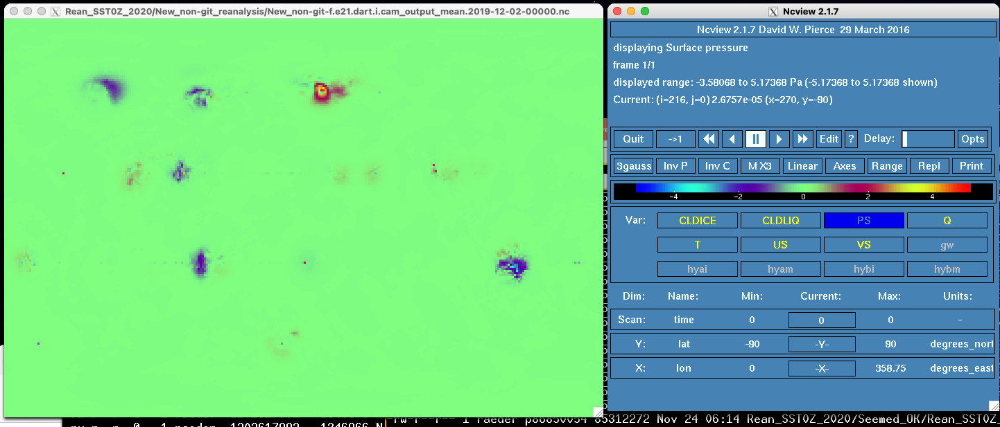 Rean_SST0Z_2020/New_non-git_reanalysis/New_non-git-f.e21.dart.i.cam_output_mean.2019-12-02-00000.nc
Ncview 2.1.7
Ncview 2.1.7 David W. Pierce 29 March 2016
displaying Surface pressure
frame 1/1
displayed range: -3.58068 to 5.17368 Pa (-5.17368 to 5.17368 shown)
Current: (i=216, j=0) 2.6757e-05 (x=270, y=-90)
Quit ->1 Edit ? Delay: Opts
3gauss Inv P Inv C M X3 Linear Axes Range Repl Print
-4 -2 0 2 4
Var: CLDICE CLDLIQ PS Q
T US VS gw
hyai hyam hybi hybm
Dim: Name: Min: Current: Max: Units:
Scan: time 0 0 0 -
Y: lat -90 -Y- 90 degrees_nort
X: lon 0 -X- 358.75 degrees_east
-rw-r--r-- 1 raeder p86850054 85312272 Nov 24 06:14 Rean_SST0Z_2020/Seemed_OK/Rean_SST0Z_